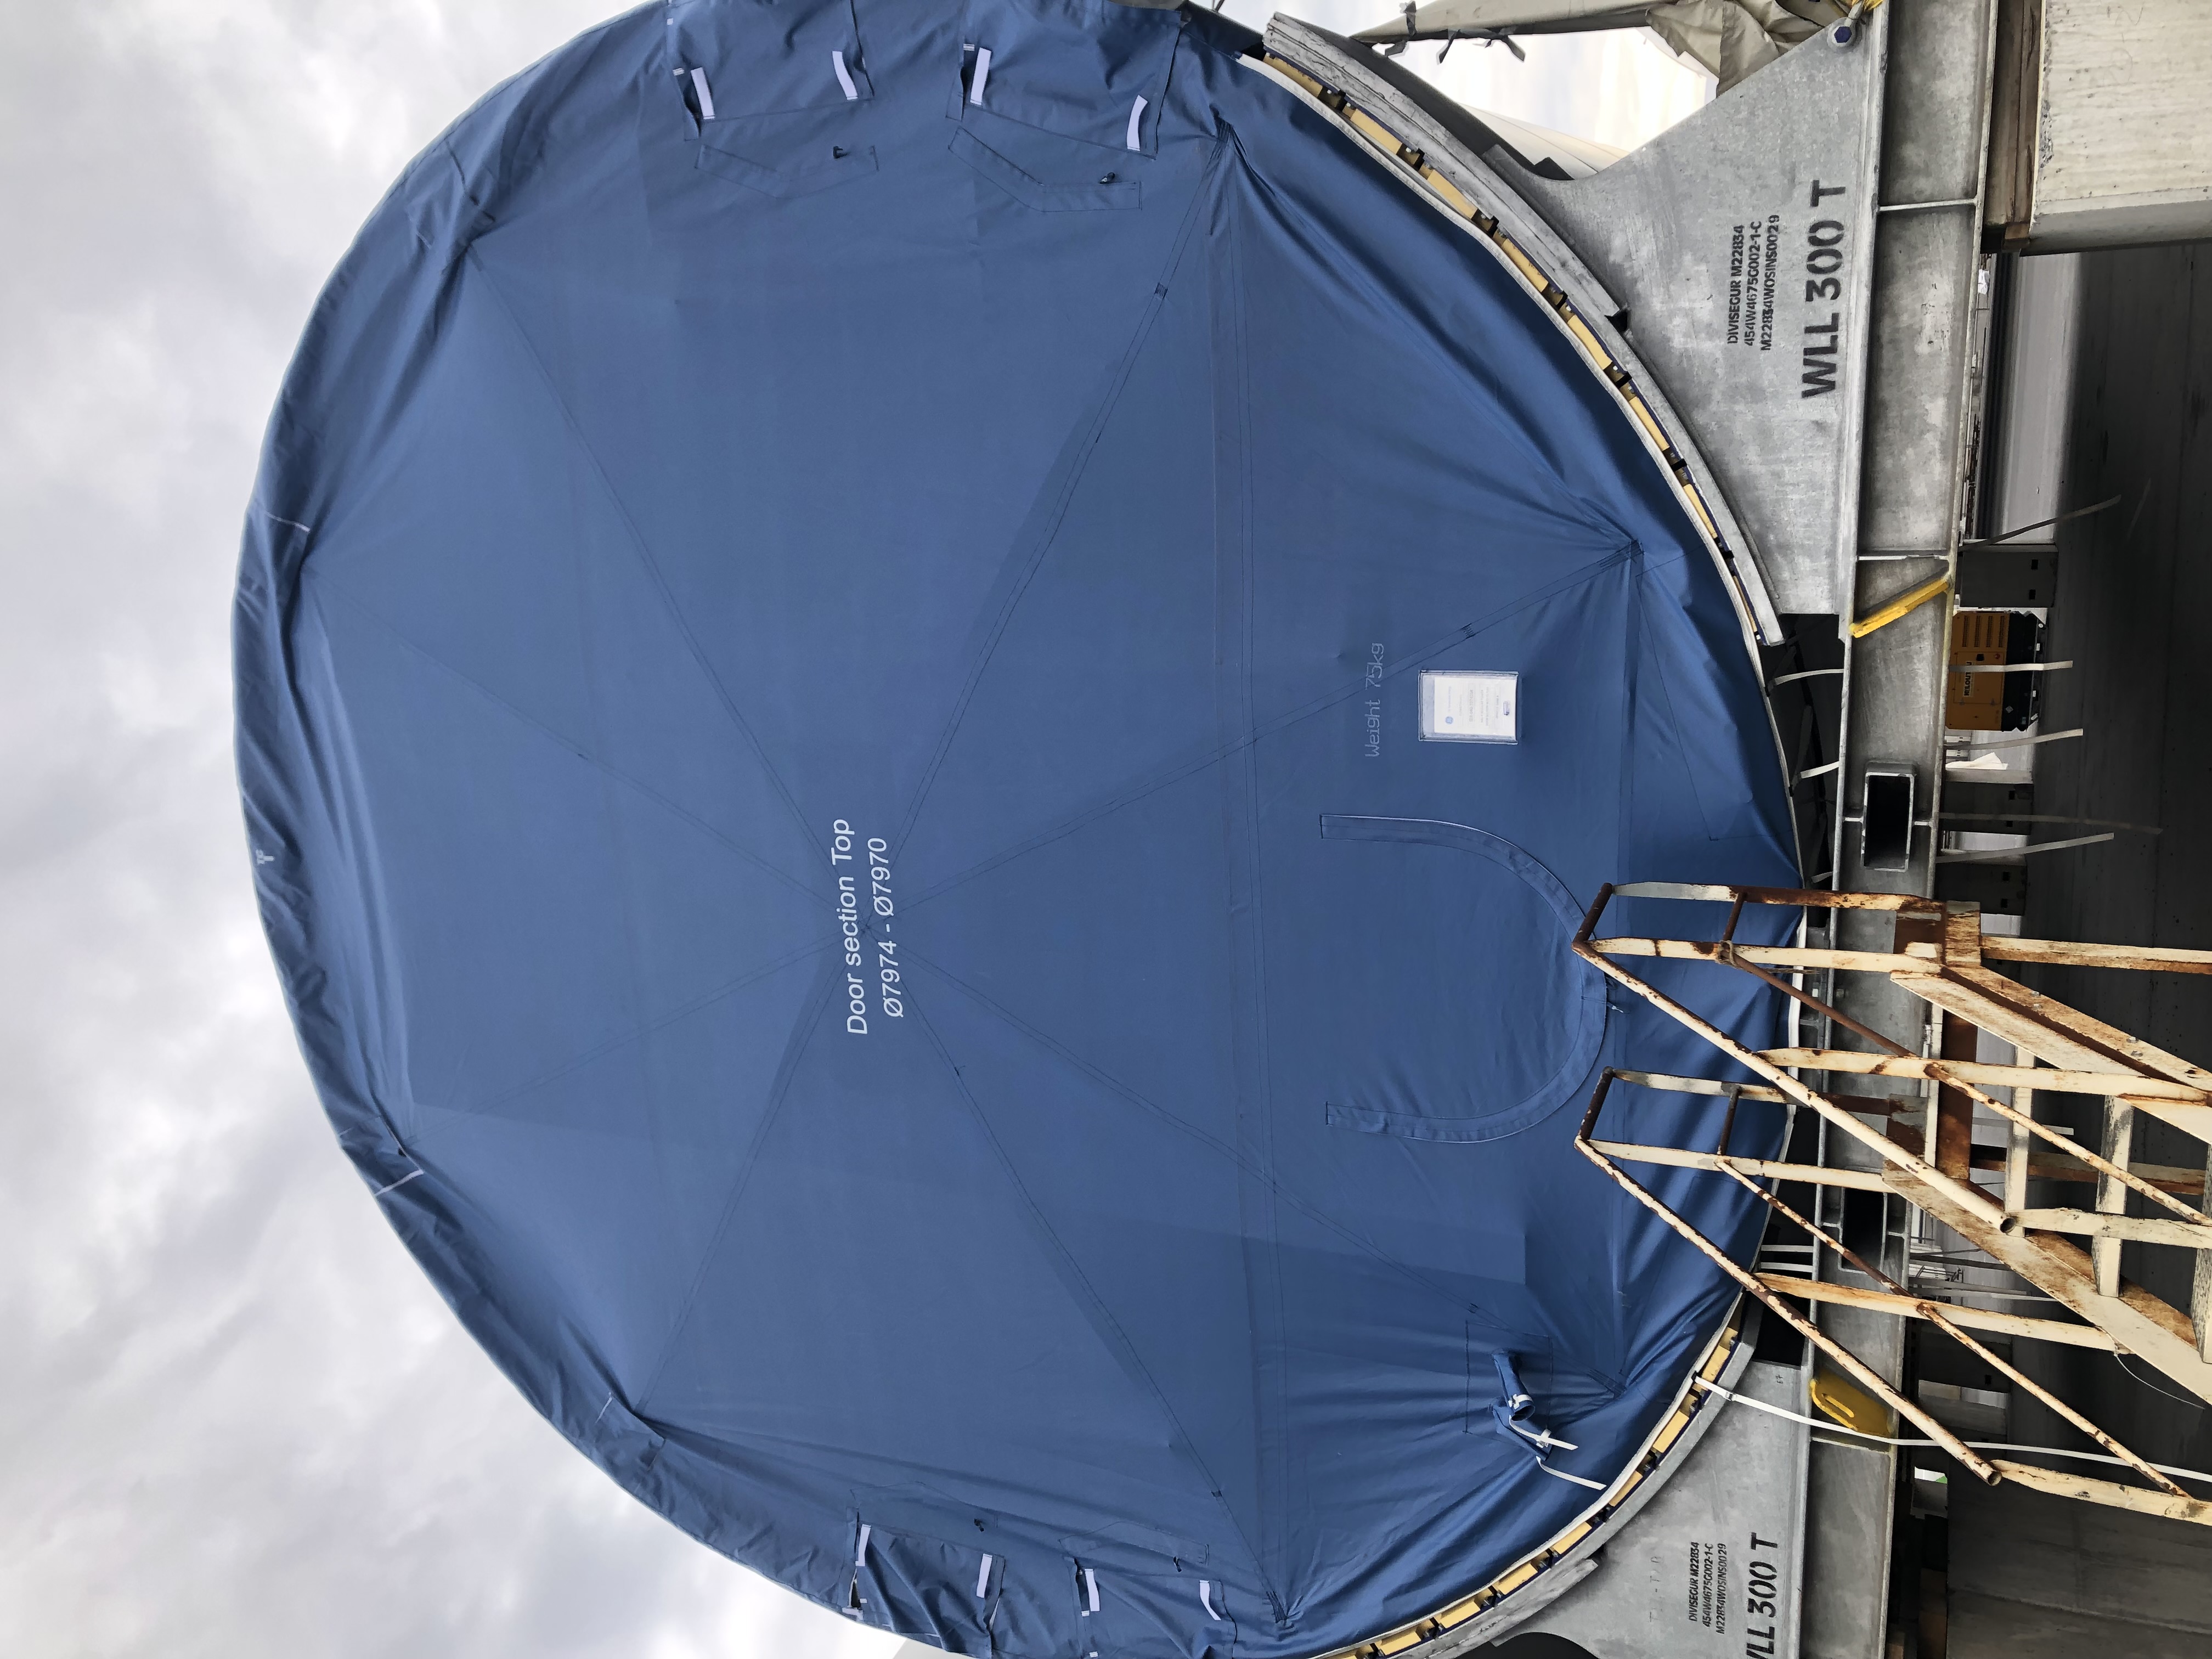 Door section Top
Ø7974 - Ø7970
Weight 75kg
DIVISEGUR M22834
454W4675G002-1-C
M22834WOSINS0029
WLL 300 T
DIVISEGUR M22834
454W4675G002-1-C
M22834WOSINS0029
WLL 300 T